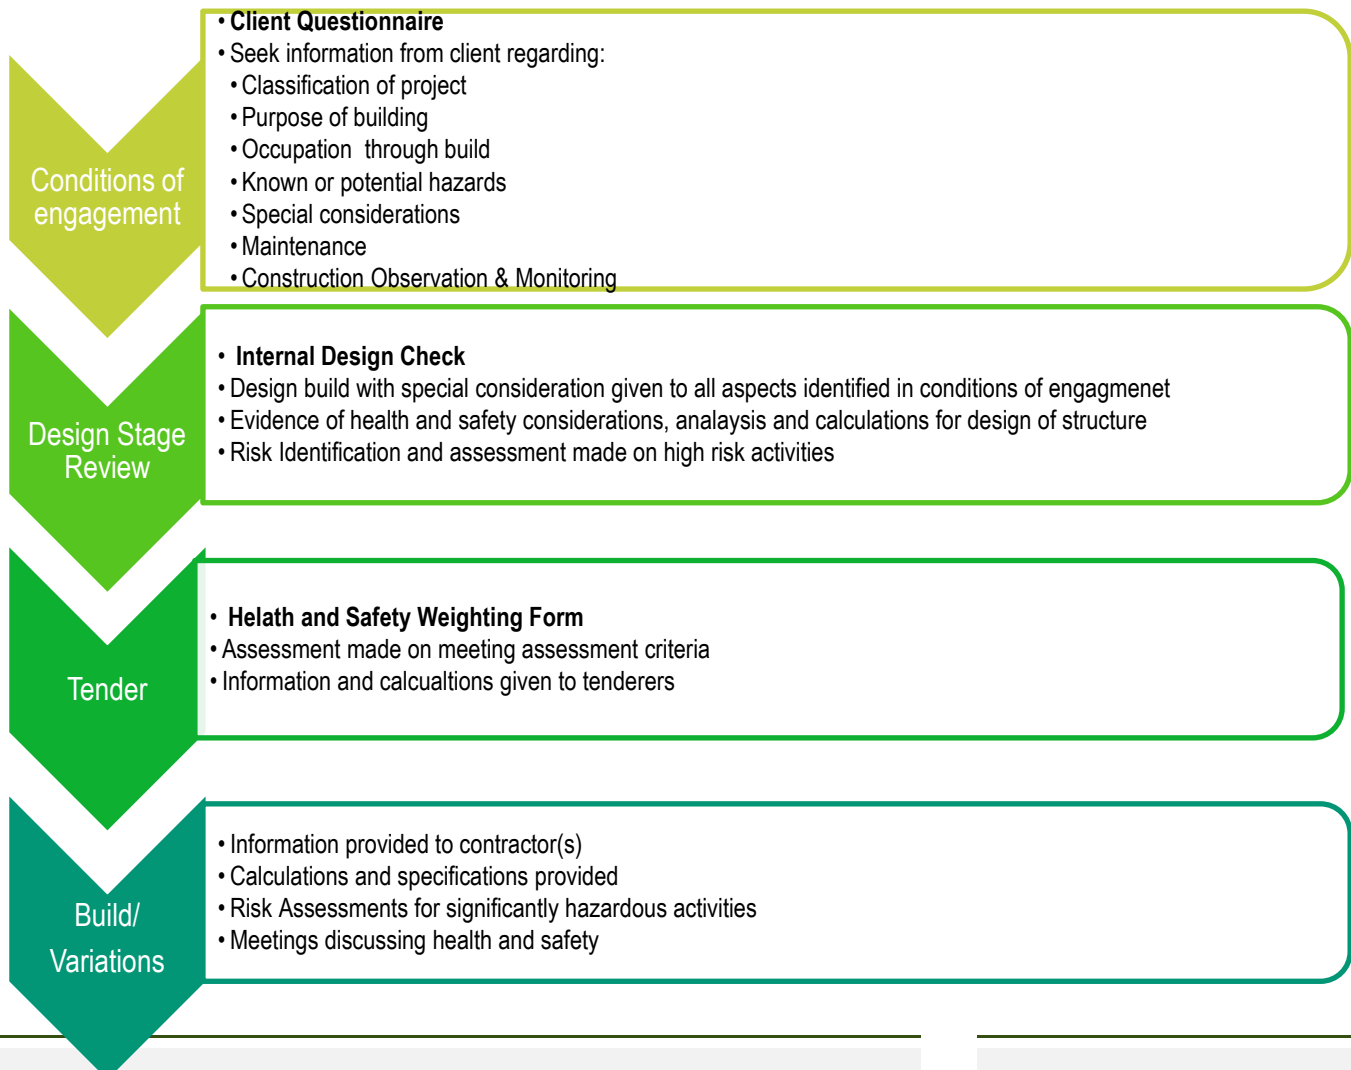 Conditions of
engagement
• Client Questionnaire
• Seek information from client regarding:
• Classification of project
• Purpose of building
• Occupation  through build
• Known or potential hazards
• Special considerations
• Maintenance
• Construction Observation & Monitoring
Design Stage
Review
• Internal Design Check
• Design build with special consideration given to all aspects identified in conditions of engagmenet
• Evidence of health and safety considerations, analaysis and calculations for design of structure
• Risk Identification and assessment made on high risk activities
Tender
• Helath and Safety Weighting Form
• Assessment made on meeting assessment criteria
• Information and calcualtions given to tenderers
Build/
Variations
• Information provided to contractor(s)
• Calculations and specifications provided
• Risk Assessments for significantly hazardous activities
• Meetings discussing health and safety